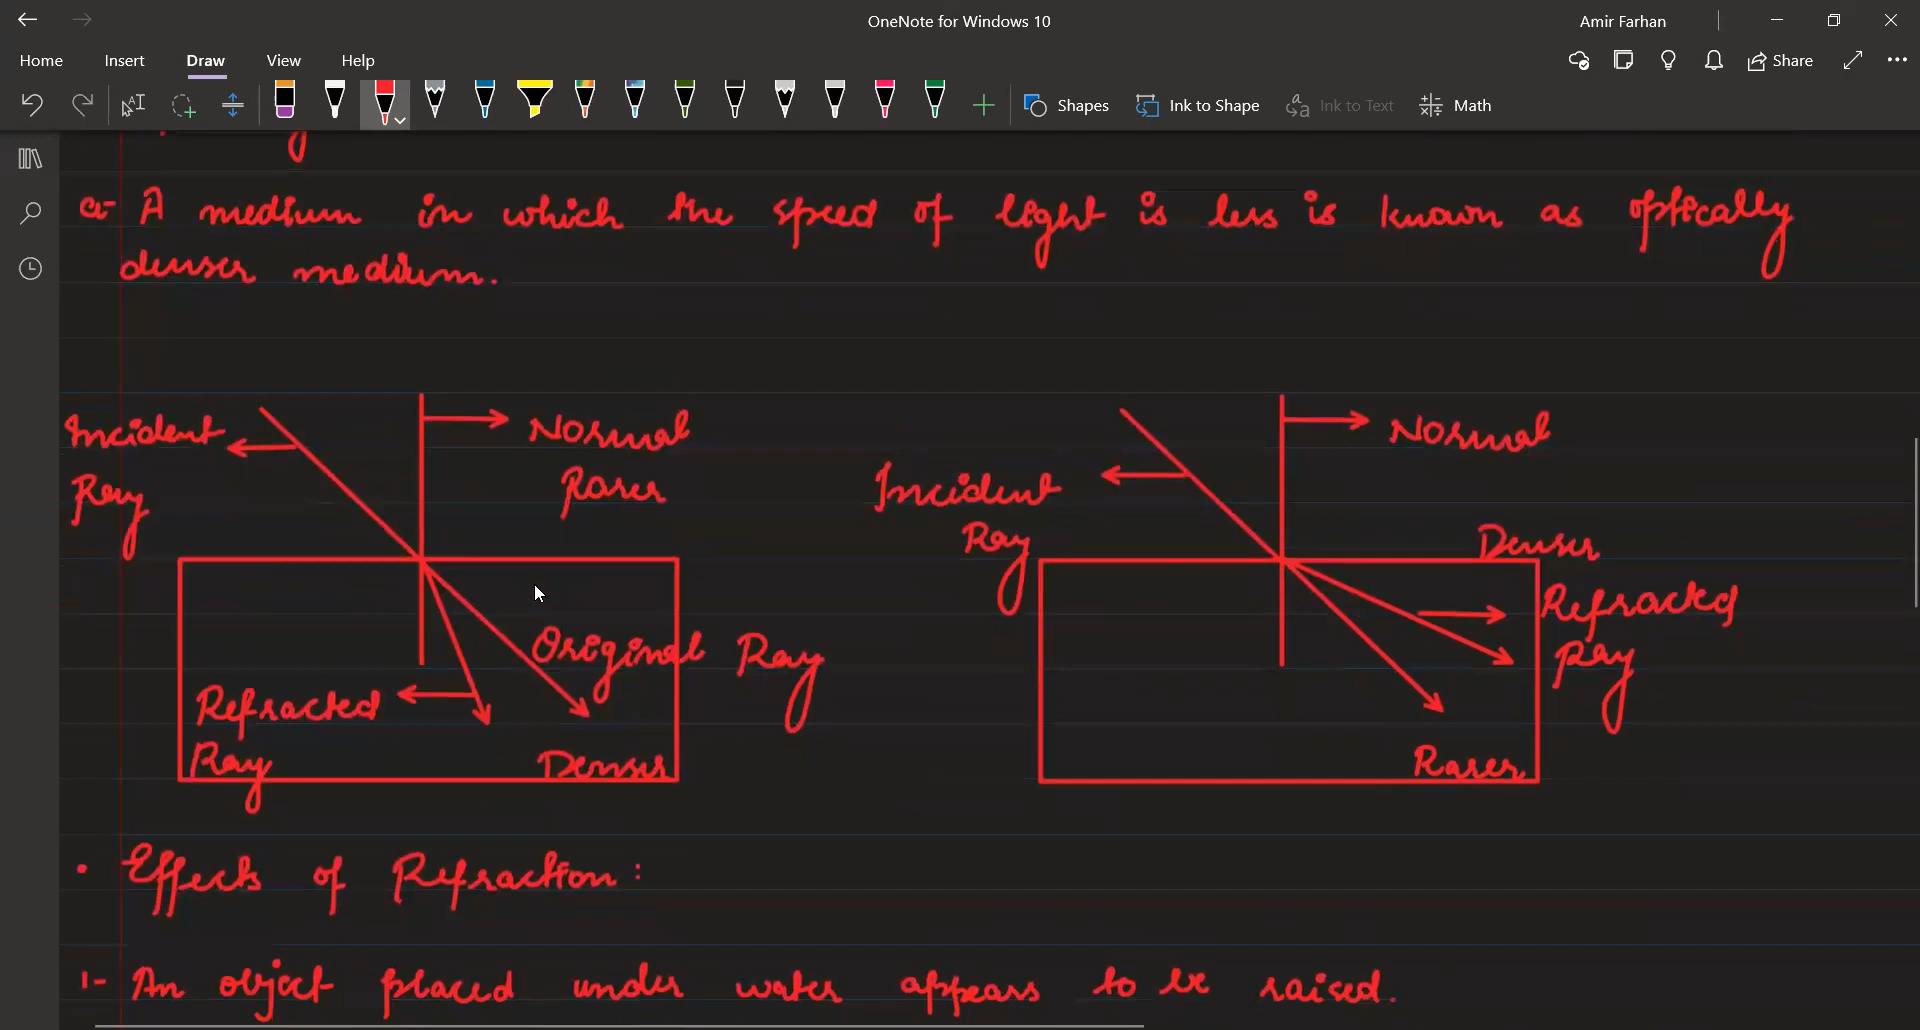 OneNote for Windows 10
Amir Farhan
Home Insert Draw View Help
Share
Shapes Ink to Shape Ink to Text Math
a- A medium in which the speed of light is less is known as optically
denser medium.
Incident
Ray
Normal
Rarer
Original Ray
Refracted
Ray
Denser
Normal
Incident
Ray
Denser
Refracted
Ray
Rarer
• Effects of Refraction:
1- An object placed under water appears to be raised.